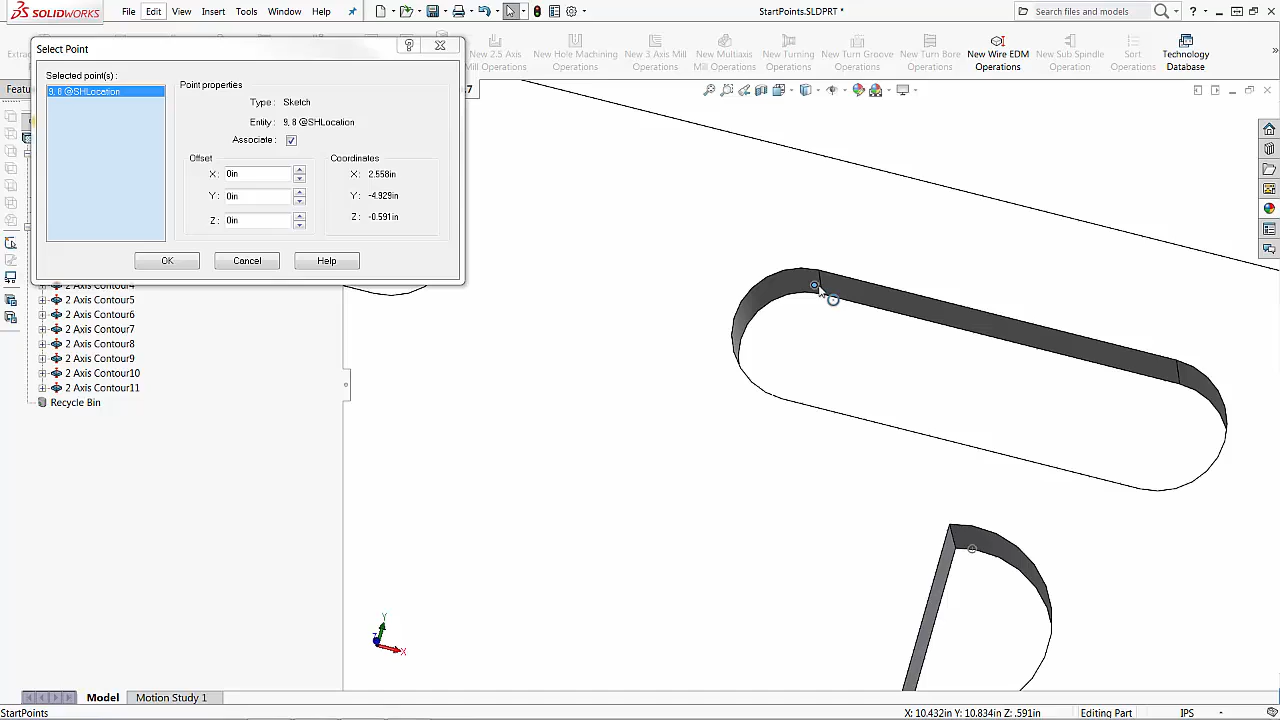 SOLIDWORKS File Edit View Insert Tools Window Help StartPoints.SLDPRT * Search files and models ?
New 2.5 Axis Mill Operations
New Hole Machining Operations
New 3 Axis Mill Operations
New Multiaxis Mill Operations
New Turning Operations
New Turn Groove Operations
New Turn Bore Operations
New Wire EDM Operations
New Sub Spindle Operation
Sort Operations
Technology Database
Extra
Featu
7
Select Point ?
Selected point(s) :
9, 8 @SHLocation
Point properties
Type : Sketch
Entity : 9, 8 @SHLocation
Associate :
Offset
X : 0in
Y : 0in
Z : 0in
Coordinates
X : 2.558in
Y : -4.929in
Z : -0.591in
OK Cancel Help
2 Axis Contour4
2 Axis Contour5
2 Axis Contour6
2 Axis Contour7
2 Axis Contour8
2 Axis Contour9
2 Axis Contour10
2 Axis Contour11
Recycle Bin
Y
Z
X
Model Motion Study 1
StartPoints X: 10.432in Y: 10.834in Z: .591in Editing Part IPS